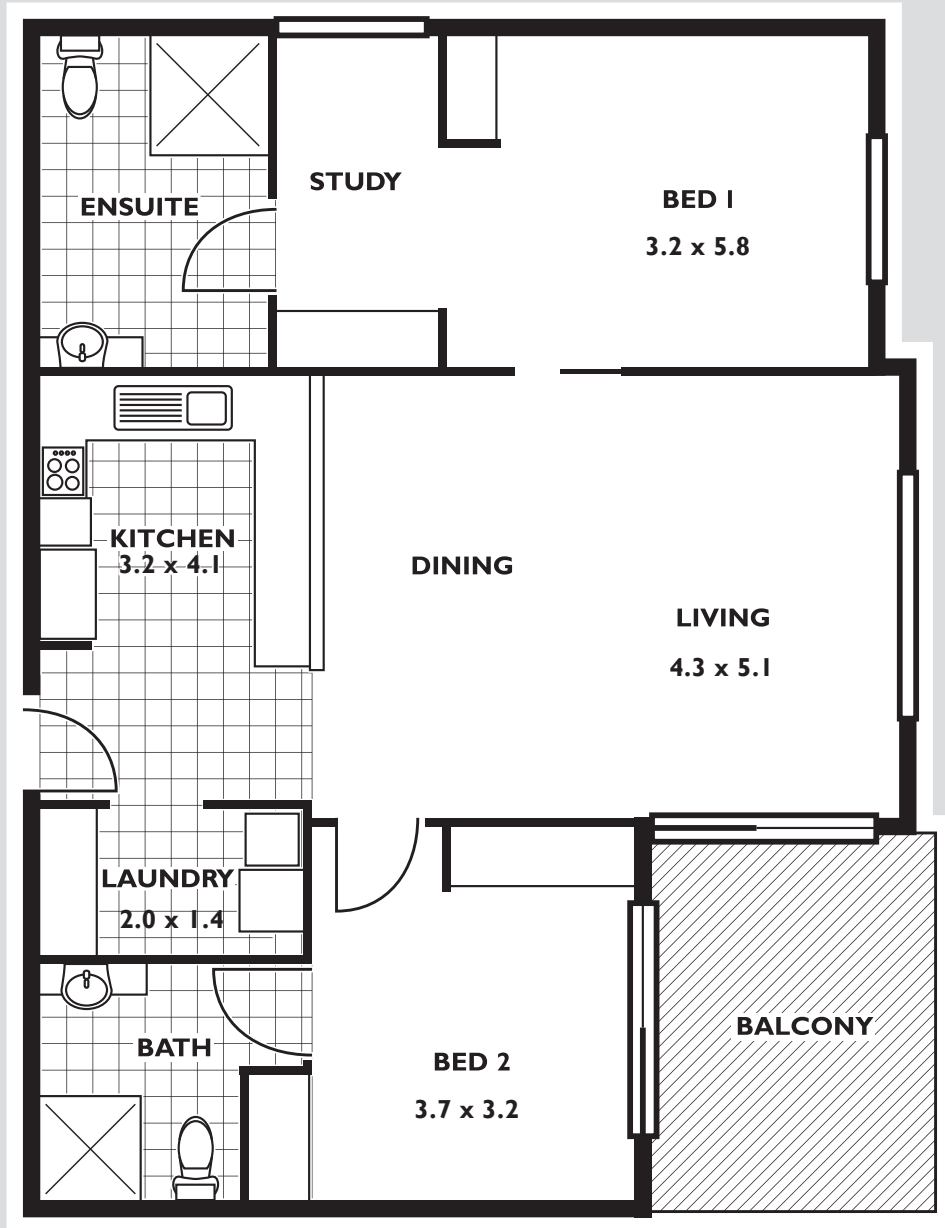 STUDY
ENSUITE
BED 1
3.2 x 5.8
KITCHEN
3.2 x 4.1
DINING
LIVING
4.3 x 5.1
LAUNDRY
2.0 x 1.4
BATH
BED 2
3.7 x 3.2
BALCONY